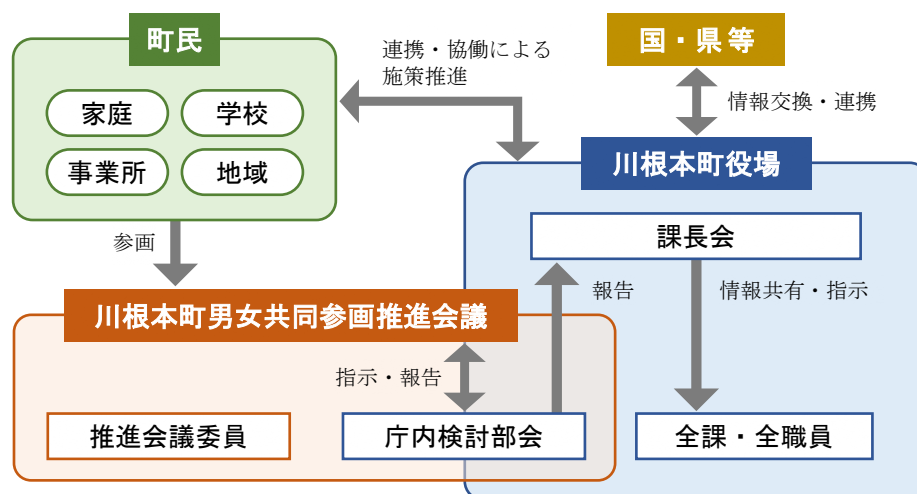 町民
家庭
学校
事業所
地域
連携・協働による
施策推進
国・県等
情報交換・連携
川根本町役場
課長会
参画
報告
情報共有・指示
川根本町男女共同参画推進会議
指示・報告
推進会議委員
庁内検討部会
全課・全職員